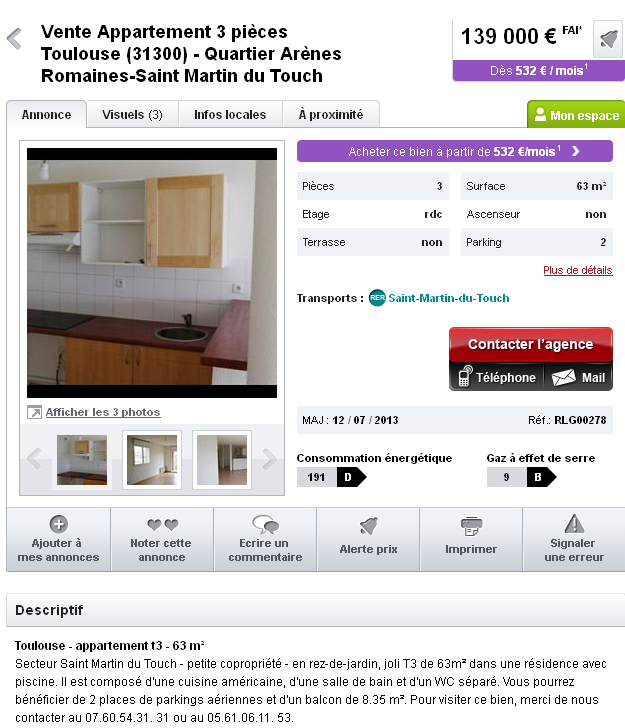 Vente Appartement 3 pièces
Toulouse (31300) - Quartier Arènes
Romaines-Saint Martin du Touch
139 000 € FAI*
Dès 532 € / mois¹
Annonce
Visuels (3)
Infos locales
À proximité
Mon espace
Acheter ce bien à partir de 532 €/mois ¹
Pièces 3
Surface 63 m²
Etage rdc
Ascenseur non
Terrasse non
Parking 2
Plus de détails
Transports : RER Saint-Martin-du-Touch
Contacter l'agence
Téléphone
Mail
Afficher les 3 photos
MAJ : 12 / 07 / 2013
Réf.: RLG00278
Consommation énergétique
Gaz à effet de serre
191 D
9 B
Ajouter à
mes annonces
Noter cette
annonce
Ecrire un
commentaire
Alerte prix
Imprimer
Signaler
une erreur
Descriptif
Toulouse - appartement t3 - 63 m²
Secteur Saint Martin du Touch - petite copropriété - en rez-de-jardin, joli T3 de 63m² dans une résidence avec
piscine. Il est composé d'une cuisine américaine, d'une salle de bain et d'un WC séparé. Vous pourrez
bénéficier de 2 places de parkings aériennes et d'un balcon de 8.35 m². Pour visiter ce bien, merci de nous
contacter au 07.60.54.31. 31 ou au 05.61.06.11. 53.